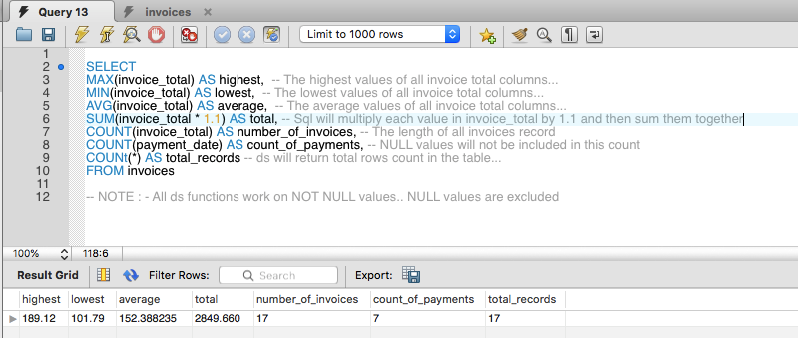 Query 13
invoices
Limit to 1000 rows
1
2 SELECT
3 MAX(invoice_total) AS highest, -- The highest values of all invoice total columns...
4 MIN(invoice_total) AS lowest, -- The lowest values of all invoice total columns...
5 AVG(invoice_total) AS average, -- The average values of all invoice total columns...
6 SUM(invoice_total * 1.1) AS total, -- Sql will multiply each value in invoice_total by 1.1 and then sum them together
7 COUNT(invoice_total) AS number_of_invoices, -- The length of all invoices record
8 COUNT(payment_date) AS count_of_payments, -- NULL values will not be included in this count
9 COUNt(*) AS total_records -- ds will return total rows count in the table...
10 FROM invoices
11
12 -- NOTE : - All ds functions work on NOT NULL values.. NULL values are excluded
100% 118:6
Result Grid Filter Rows: Search Export:
highest lowest average total number_of_invoices count_of_payments total_records
189.12 101.79 152.388235 2849.660 17 7 17